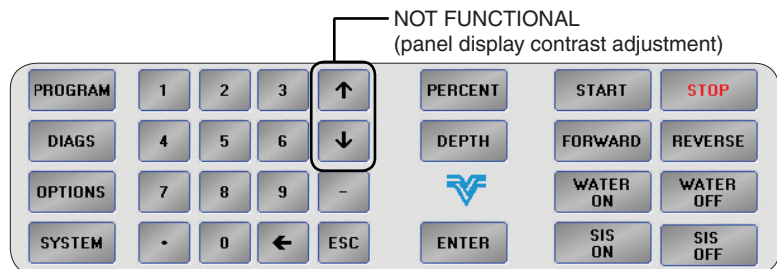 NOT FUNCTIONAL
(panel display contrast adjustment)
PROGRAM 1 2 3 ↑ PERCENT START STOP
DIAGS 4 5 6 ↓ DEPTH FORWARD REVERSE
OPTIONS 7 8 9 - WATER ON WATER OFF
SYSTEM • 0 ← ESC ENTER SIS ON SIS OFF